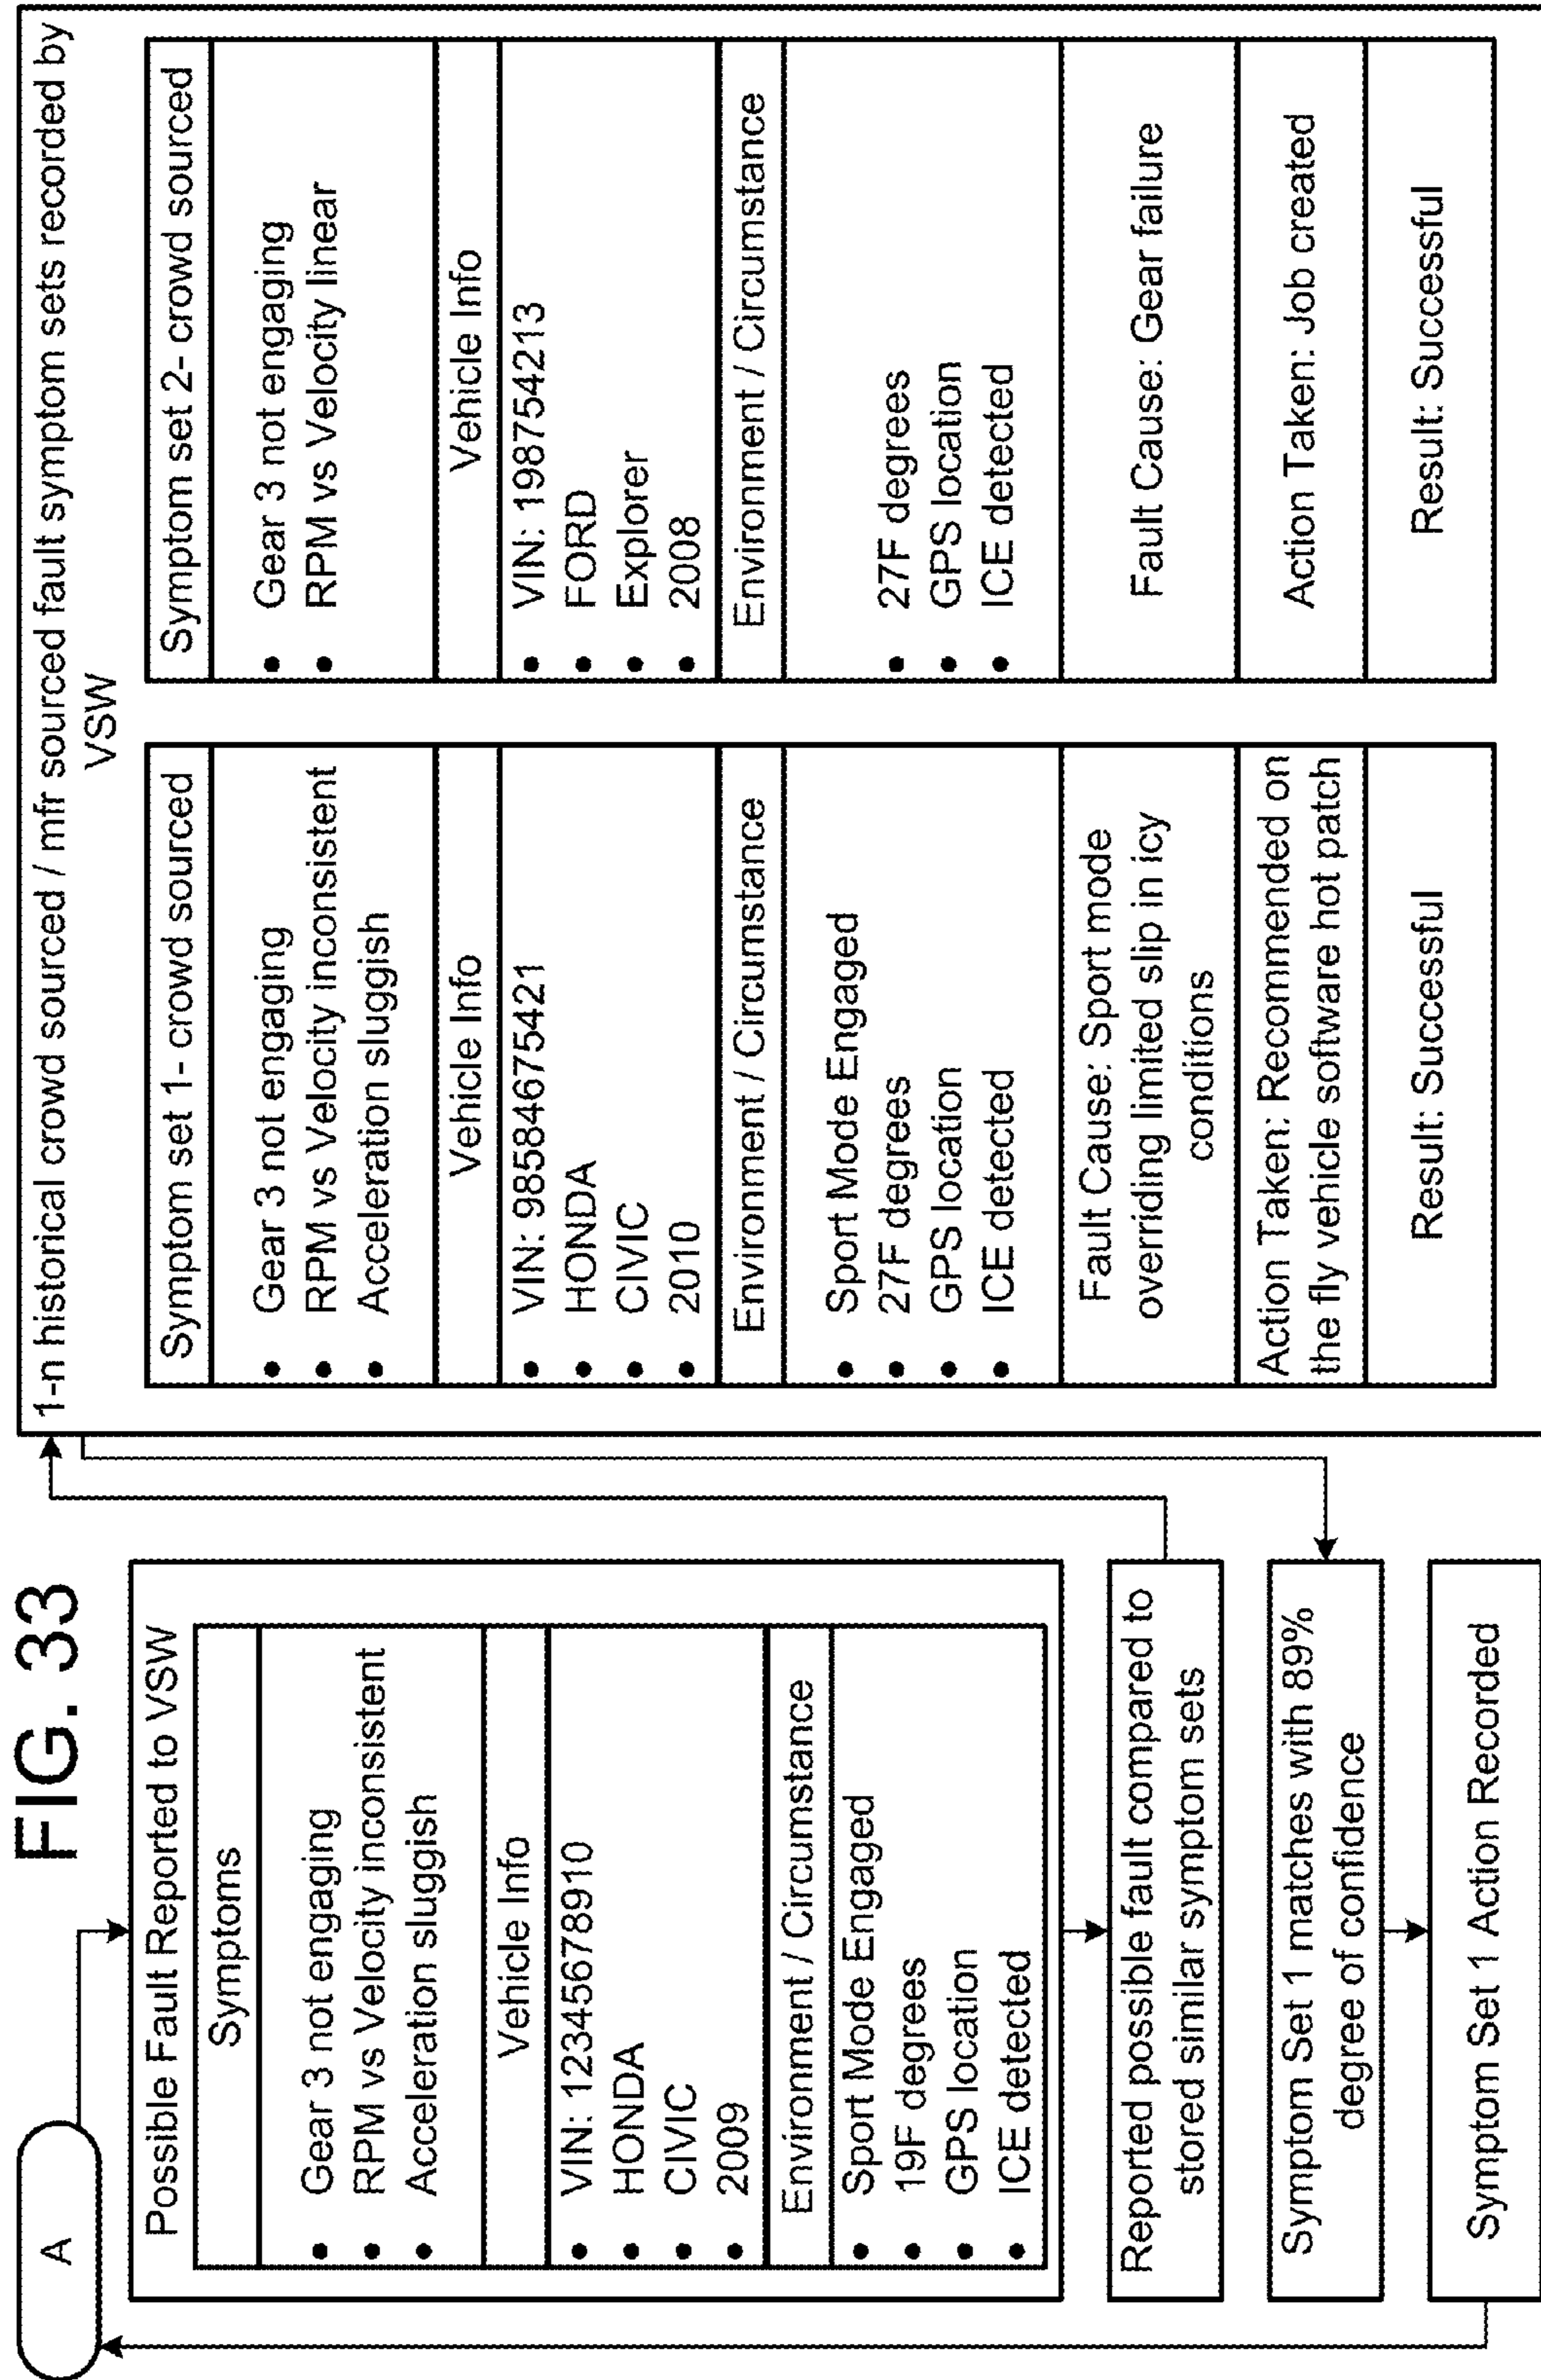 FIG. 33
A
Possible Fault Reported to VSW
Symptoms
• Gear 3 not engaging
• RPM vs Velocity inconsistent
• Acceleration sluggish
Vehicle Info
• VIN: 12345678910
• HONDA
• CIVIC
• 2009
Environment / Circumstance
• Sport Mode Engaged
• 19F degrees
• GPS location
• ICE detected
Reported possible fault compared to
stored similar symptom sets
Symptom Set 1 matches with 89%
degree of confidence
Symptom Set 1 Action Recorded
1-n historical crowd sourced / mfr sourced fault symptom sets recorded by
VSW
Symptom set 1- crowd sourced
• Gear 3 not engaging
• RPM vs Velocity inconsistent
• Acceleration sluggish
Vehicle Info
• VIN: 98584675421
• HONDA
• CIVIC
• 2010
Environment / Circumstance
• Sport Mode Engaged
• 27F degrees
• GPS location
• ICE detected
Fault Cause: Sport mode
overriding limited slip in icy
conditions
Action Taken: Recommended on
the fly vehicle software hot patch
Result: Successful
Symptom set 2- crowd sourced
• Gear 3 not engaging
• RPM vs Velocity linear
Vehicle Info
• VIN: 198754213
• FORD
• Explorer
• 2008
Environment / Circumstance
• 27F degrees
• GPS location
• ICE detected
Fault Cause: Gear failure
Action Taken: Job created
Result: Successful